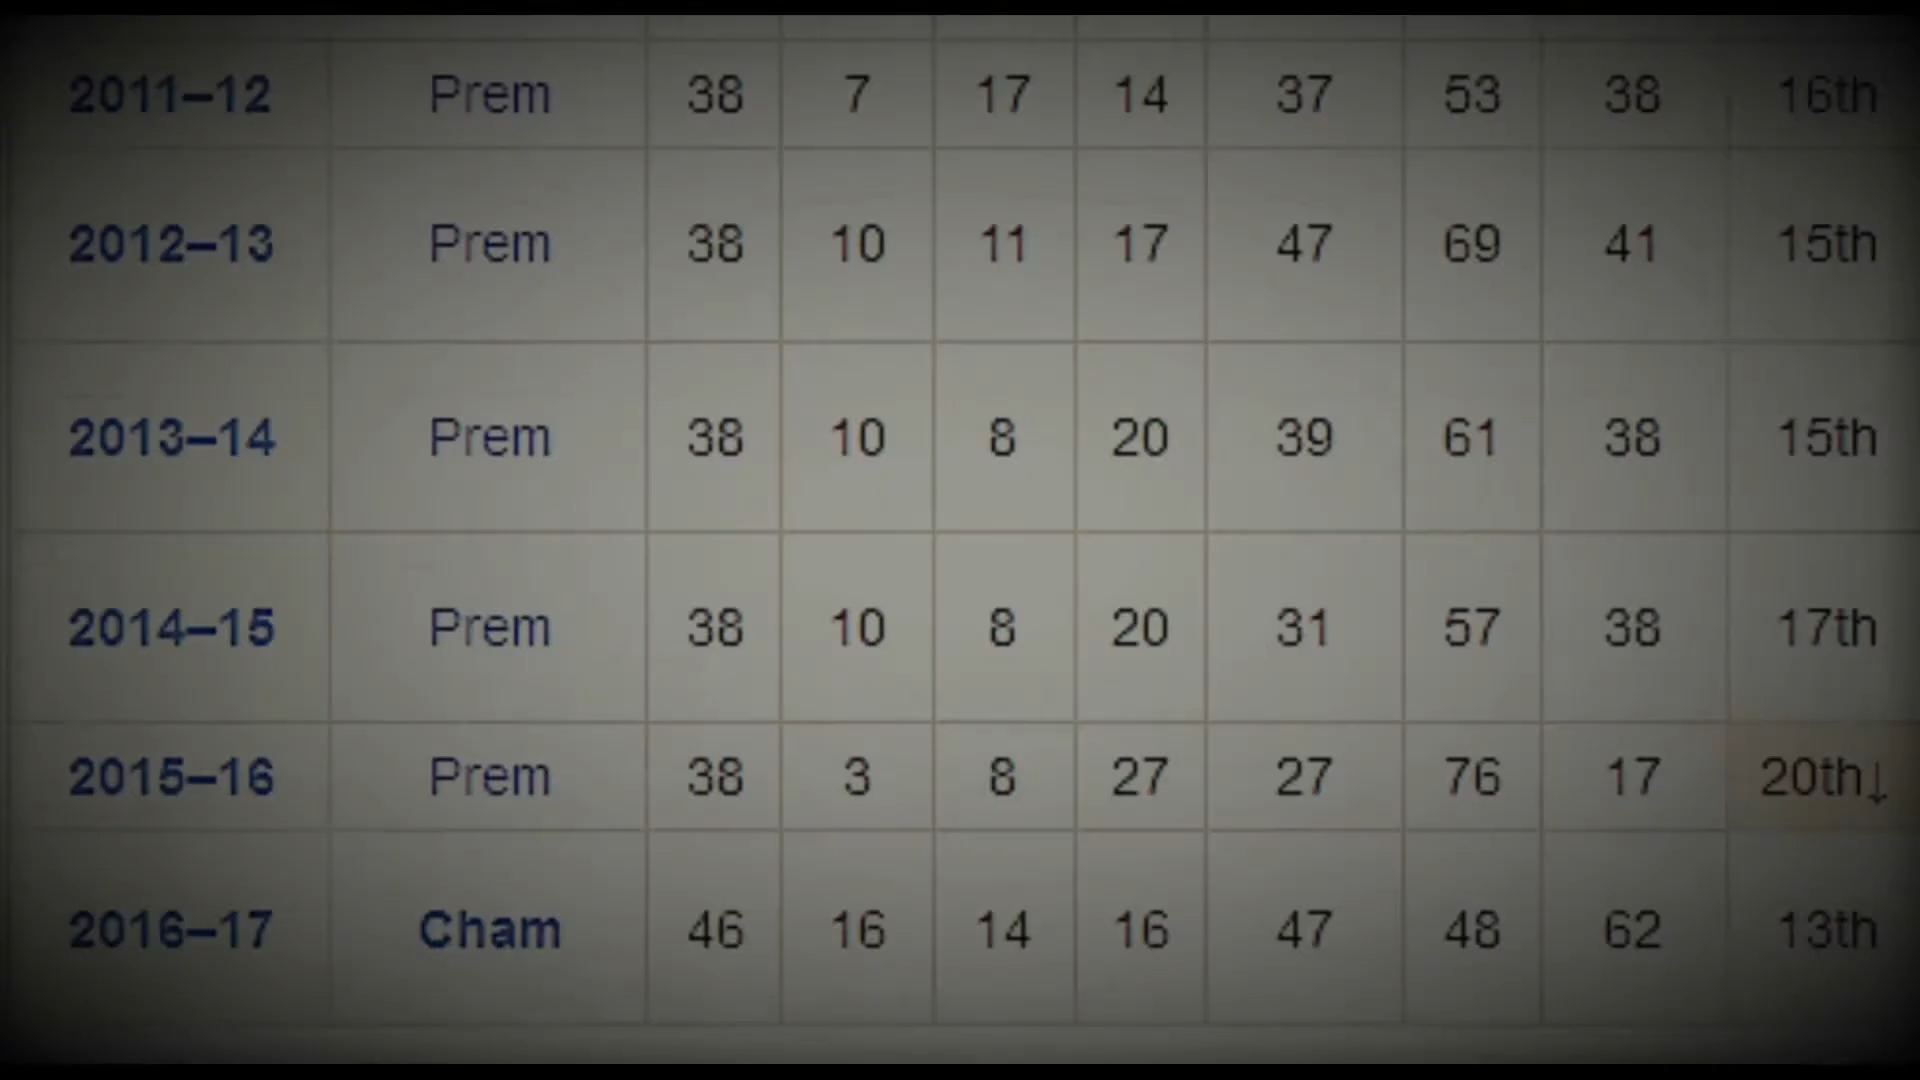 2011–12 Prem 38 7 17 14 37 53 38 16th
2012–13 Prem 38 10 11 17 47 69 41 15th
2013–14 Prem 38 10 8 20 39 61 38 15th
2014–15 Prem 38 10 8 20 31 57 38 17th
2015–16 Prem 38 3 8 27 27 76 17 20th↓
2016–17 Cham 46 16 14 16 47 48 62 13th